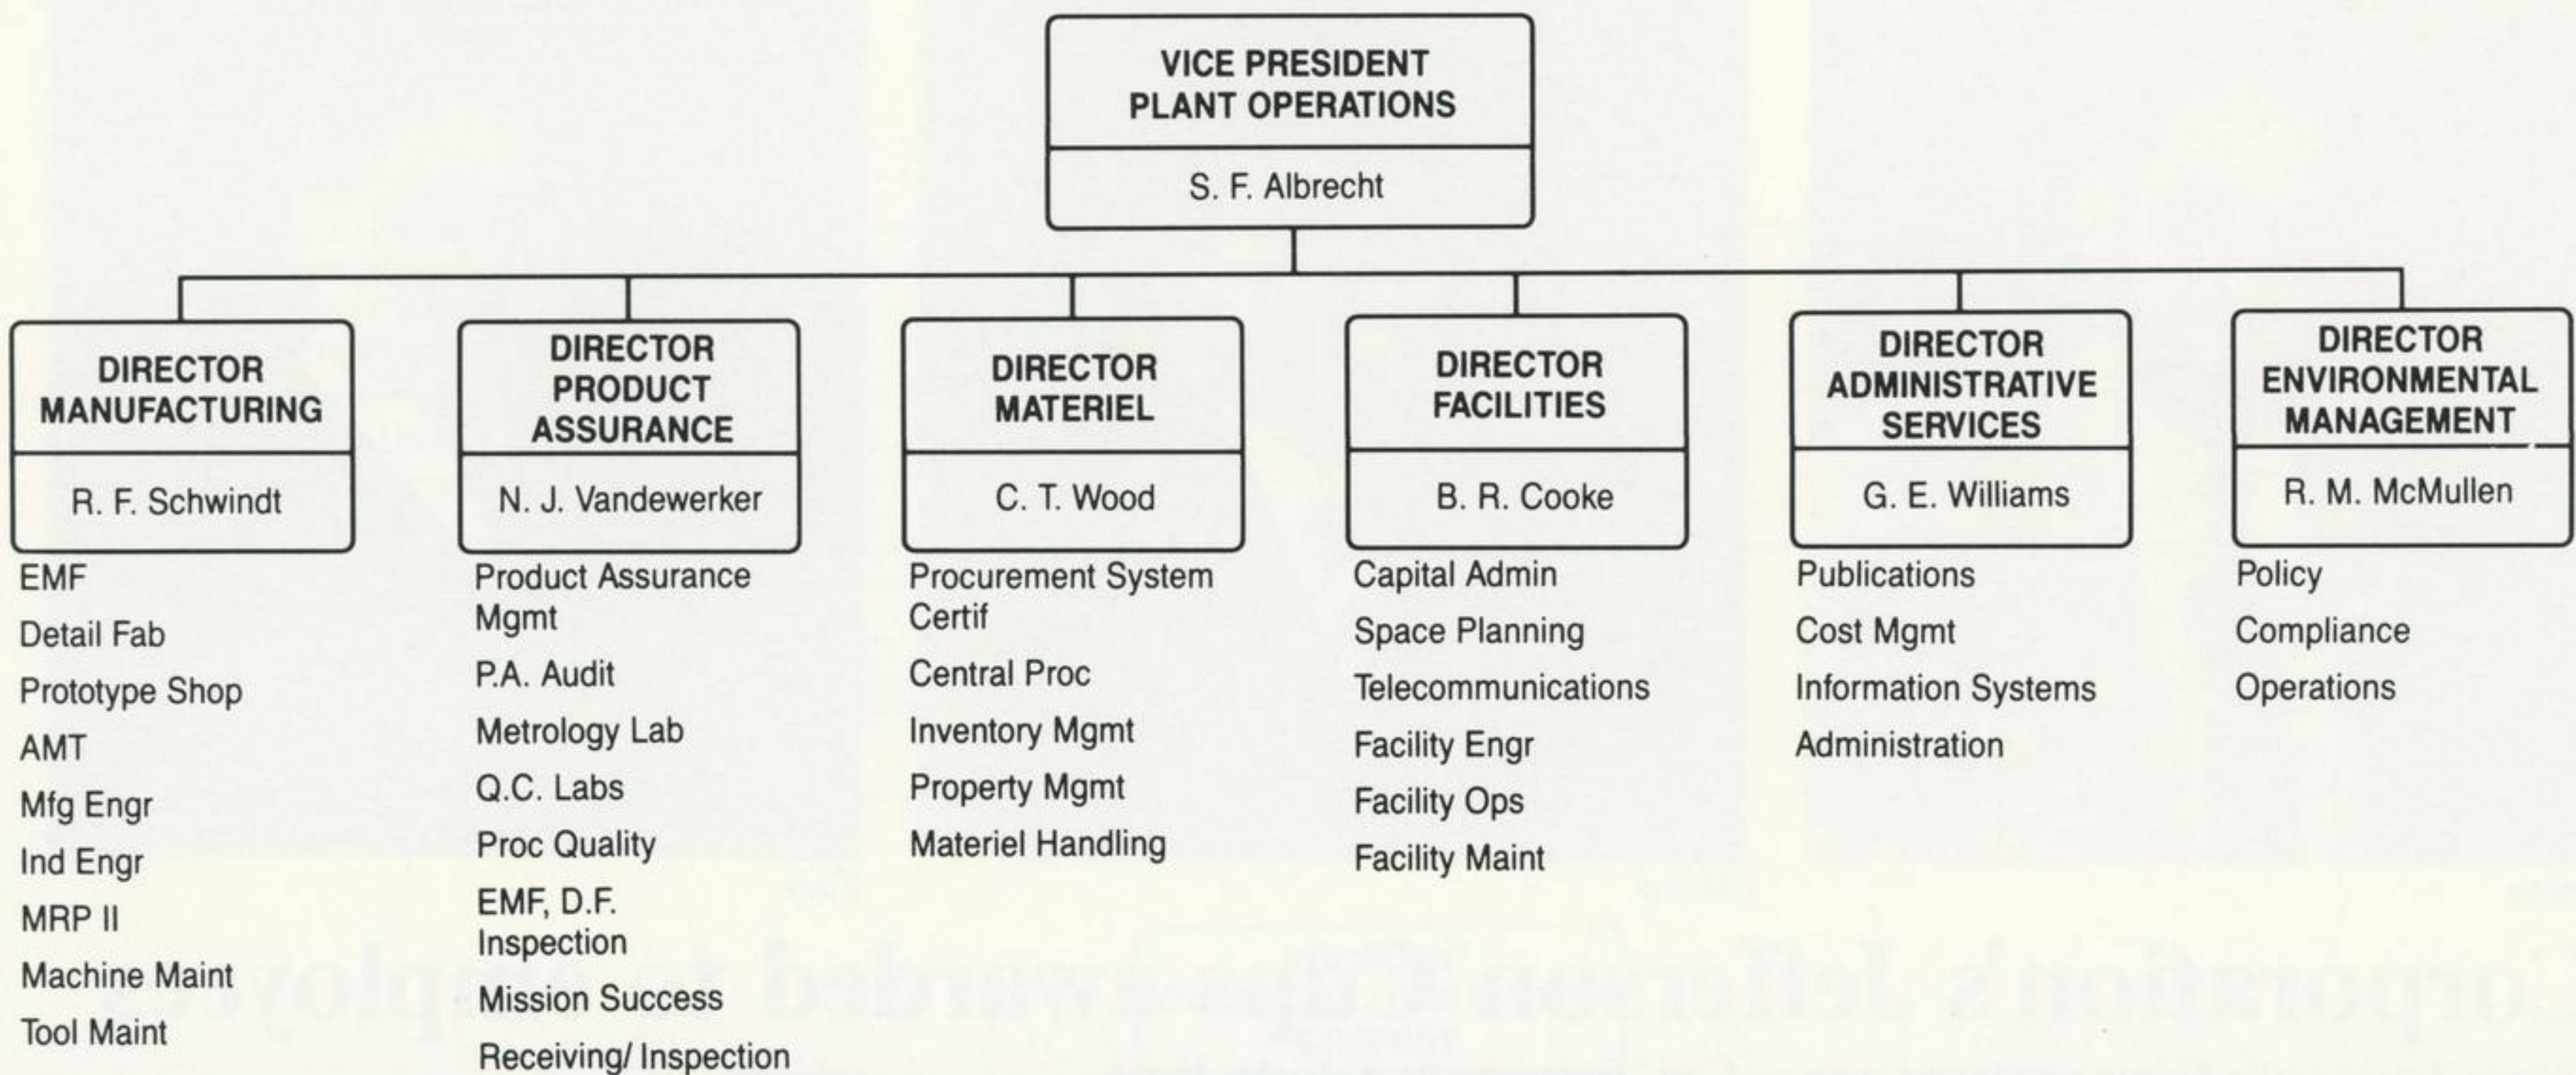 VICE PRESIDENT
PLANT OPERATIONS
S. F. Albrecht
DIRECTOR
MANUFACTURING
R. F. Schwindt
EMF
Detail Fab
Prototype Shop
AMT
Mfg Engr
Ind Engr
MRP II
Machine Maint
Tool Maint
DIRECTOR
PRODUCT
ASSURANCE
N. J. Vandewerker
Product Assurance
Mgmt
P.A. Audit
Metrology Lab
Q.C. Labs
Proc Quality
EMF, D.F.
Inspection
Mission Success
Receiving/ Inspection
DIRECTOR
MATERIEL
C. T. Wood
Procurement System
Certif
Central Proc
Inventory Mgmt
Property Mgmt
Materiel Handling
DIRECTOR
FACILITIES
B. R. Cooke
Capital Admin
Space Planning
Telecommunications
Facility Engr
Facility Ops
Facility Maint
DIRECTOR
ADMINISTRATIVE
SERVICES
G. E. Williams
Publications
Cost Mgmt
Information Systems
Administration
DIRECTOR
ENVIRONMENTAL
MANAGEMENT
R. M. McMullen
Policy
Compliance
Operations